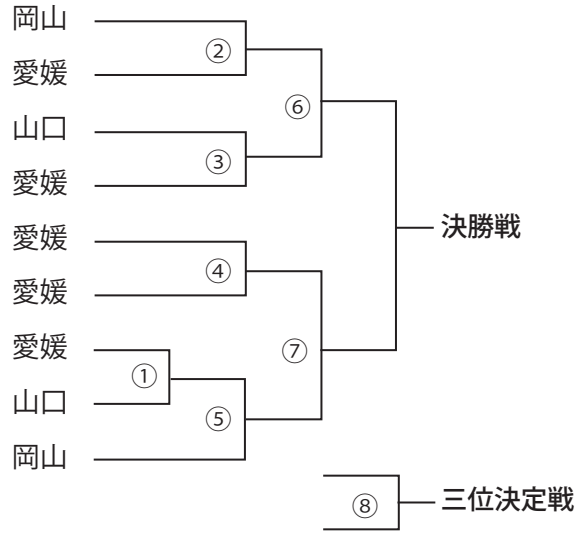 岡山
②
愛媛
⑥
山口
③
愛媛
決勝戦
愛媛
④
愛媛
⑦
愛媛
①
山口
⑤
岡山
⑧
三位決定戦